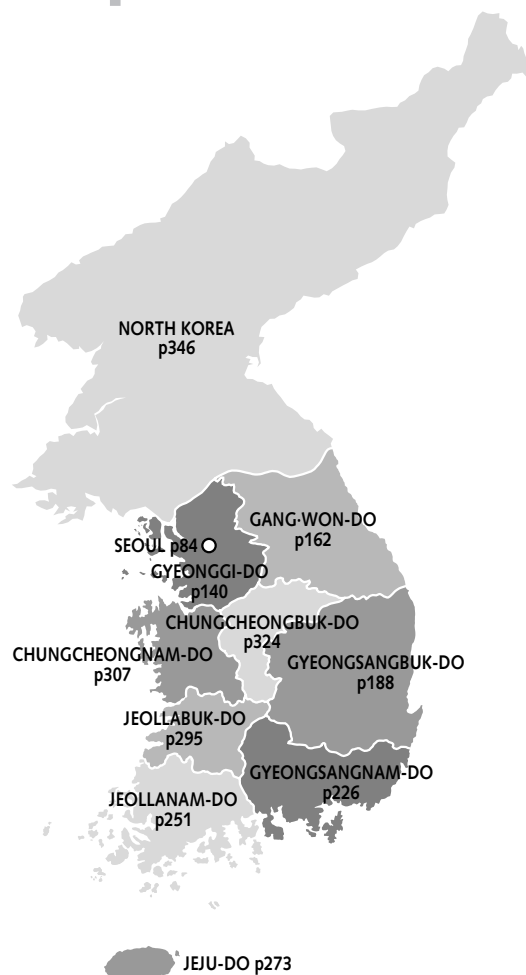 NORTH KOREA
p346
GANG·WON-DO
p162
SEOUL p84
GYEONGGI-DO
p140
CHUNGCHEONGBUK-DO
p324
CHUNGCHEONGNAM-DO
p307
GYEONGSANGBUK-DO
p188
JEOLLABUK-DO
p295
GYEONGSANGNAM-DO
p226
JEOLLANAM-DO
p251
JEJU-DO p273